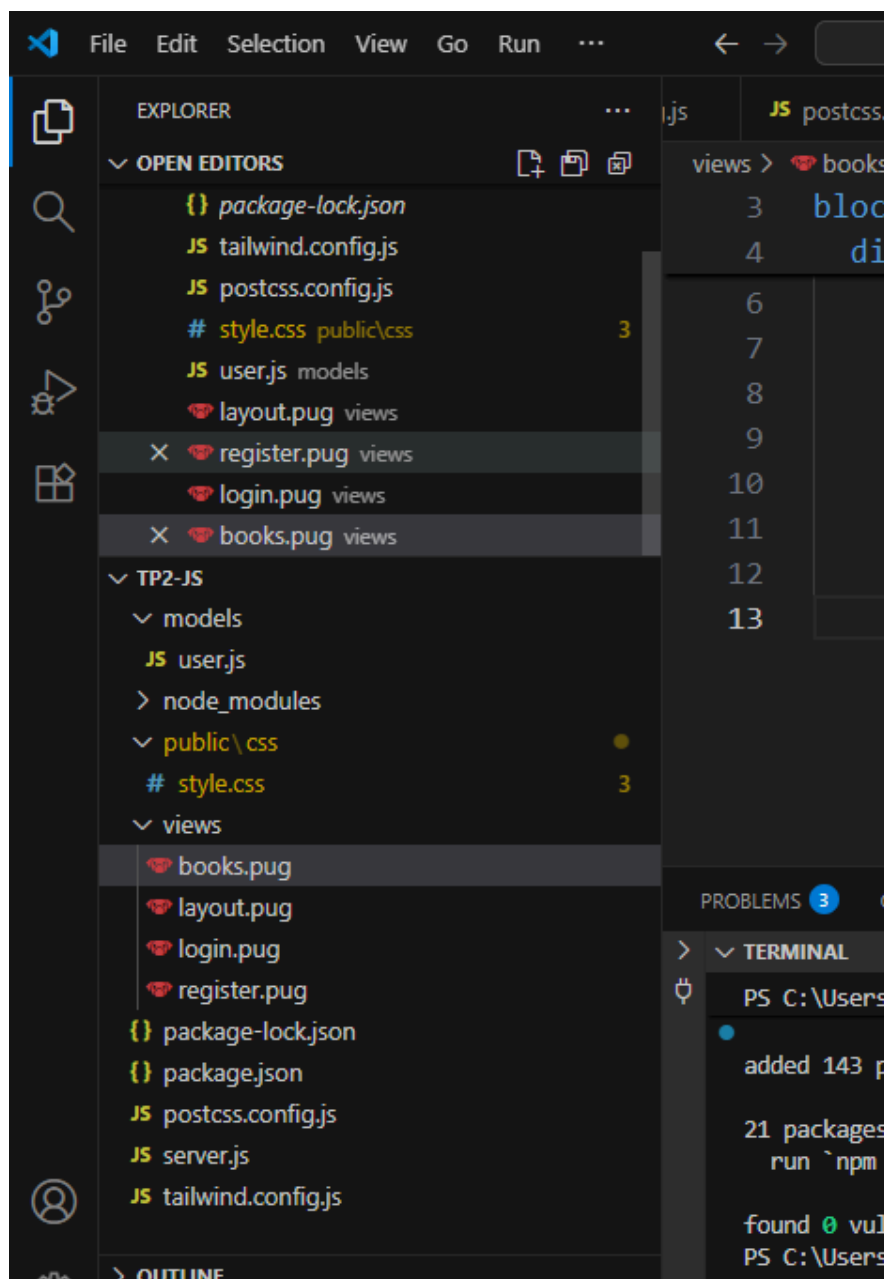 File Edit Selection View Go Run ...
EXPLORER ...
OPEN EDITORS
{} package-lock.json
JS tailwind.config.js
JS postcss.config.js
# style.css public\css 3
JS user.js models
layout.pug views
register.pug views
login.pug views
books.pug views
TP2-JS
models
JS user.js
node_modules
public\css
# style.css 3
views
books.pug
layout.pug
login.pug
register.pug
{} package-lock.json
{} package.json
JS postcss.config.js
JS server.js
JS tailwind.config.js
OUTLINE
.js JS postcss.
views > books
3 bloc
4 di
6
7
8
9
10
11
12
13
PROBLEMS 3
TERMINAL
PS C:\Users
added 143 p
21 packages
run `npm
found 0 vul
PS C:\Users